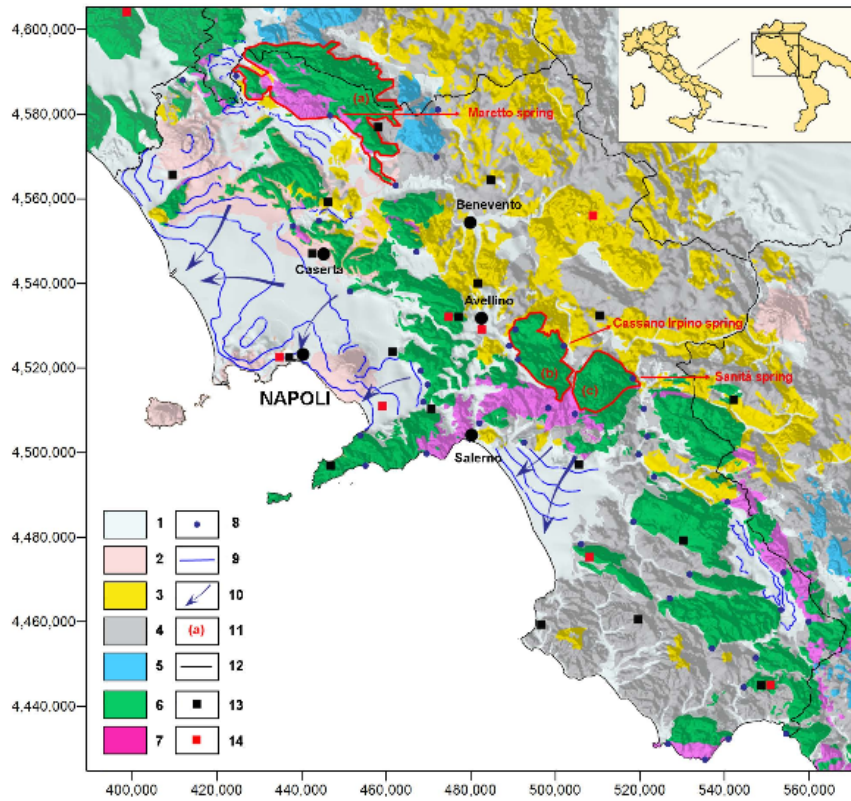 4,600,000
4,580,000
4,560,000
4,540,000
4,520,000
4,500,000
4,480,000
4,460,000
4,440,000
(a)
Maretto spring
Benevento
Caserta
Avellino
Cassano Irpino spring
(b)
(c)
Sanitá spring
NAPOLI
Salerno
1 8
2 9
3 10
4 (a) 11
5 12
6 13
7 14
400,000 420,000 440,000 460,000 480,000 500,000 520,000 540,000 560,000